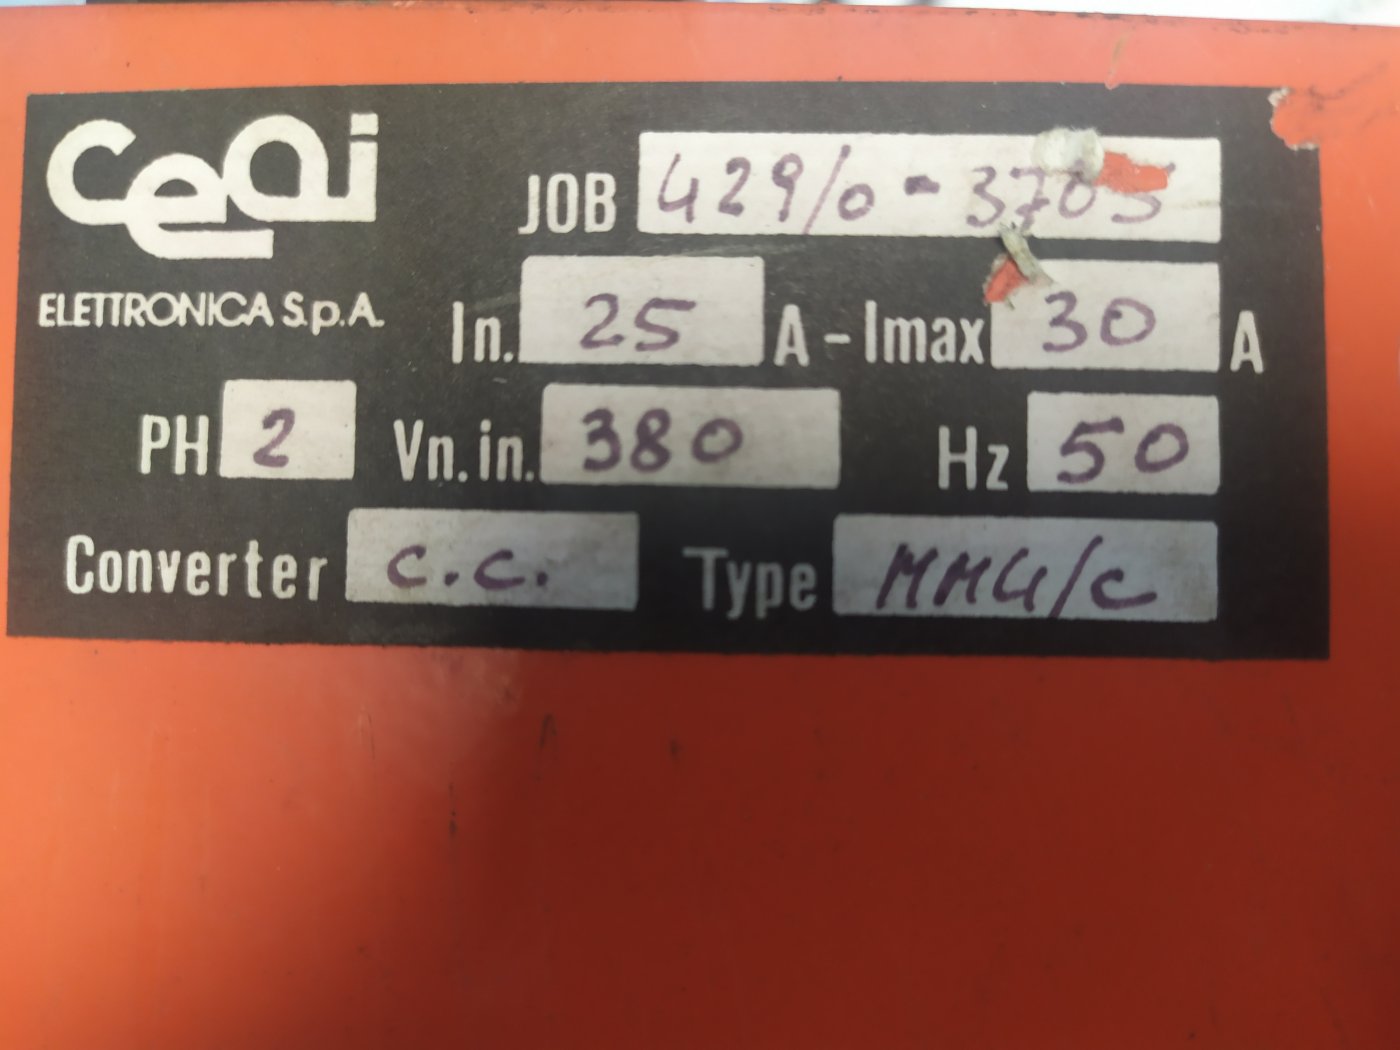 ceai
ELETTRONICA S.p.A.
JOB 429/0-3705
In. 25 A - Imax 30 A
PH 2 Vn.in. 380 Hz 50
Converter c.c. Type MM4/c